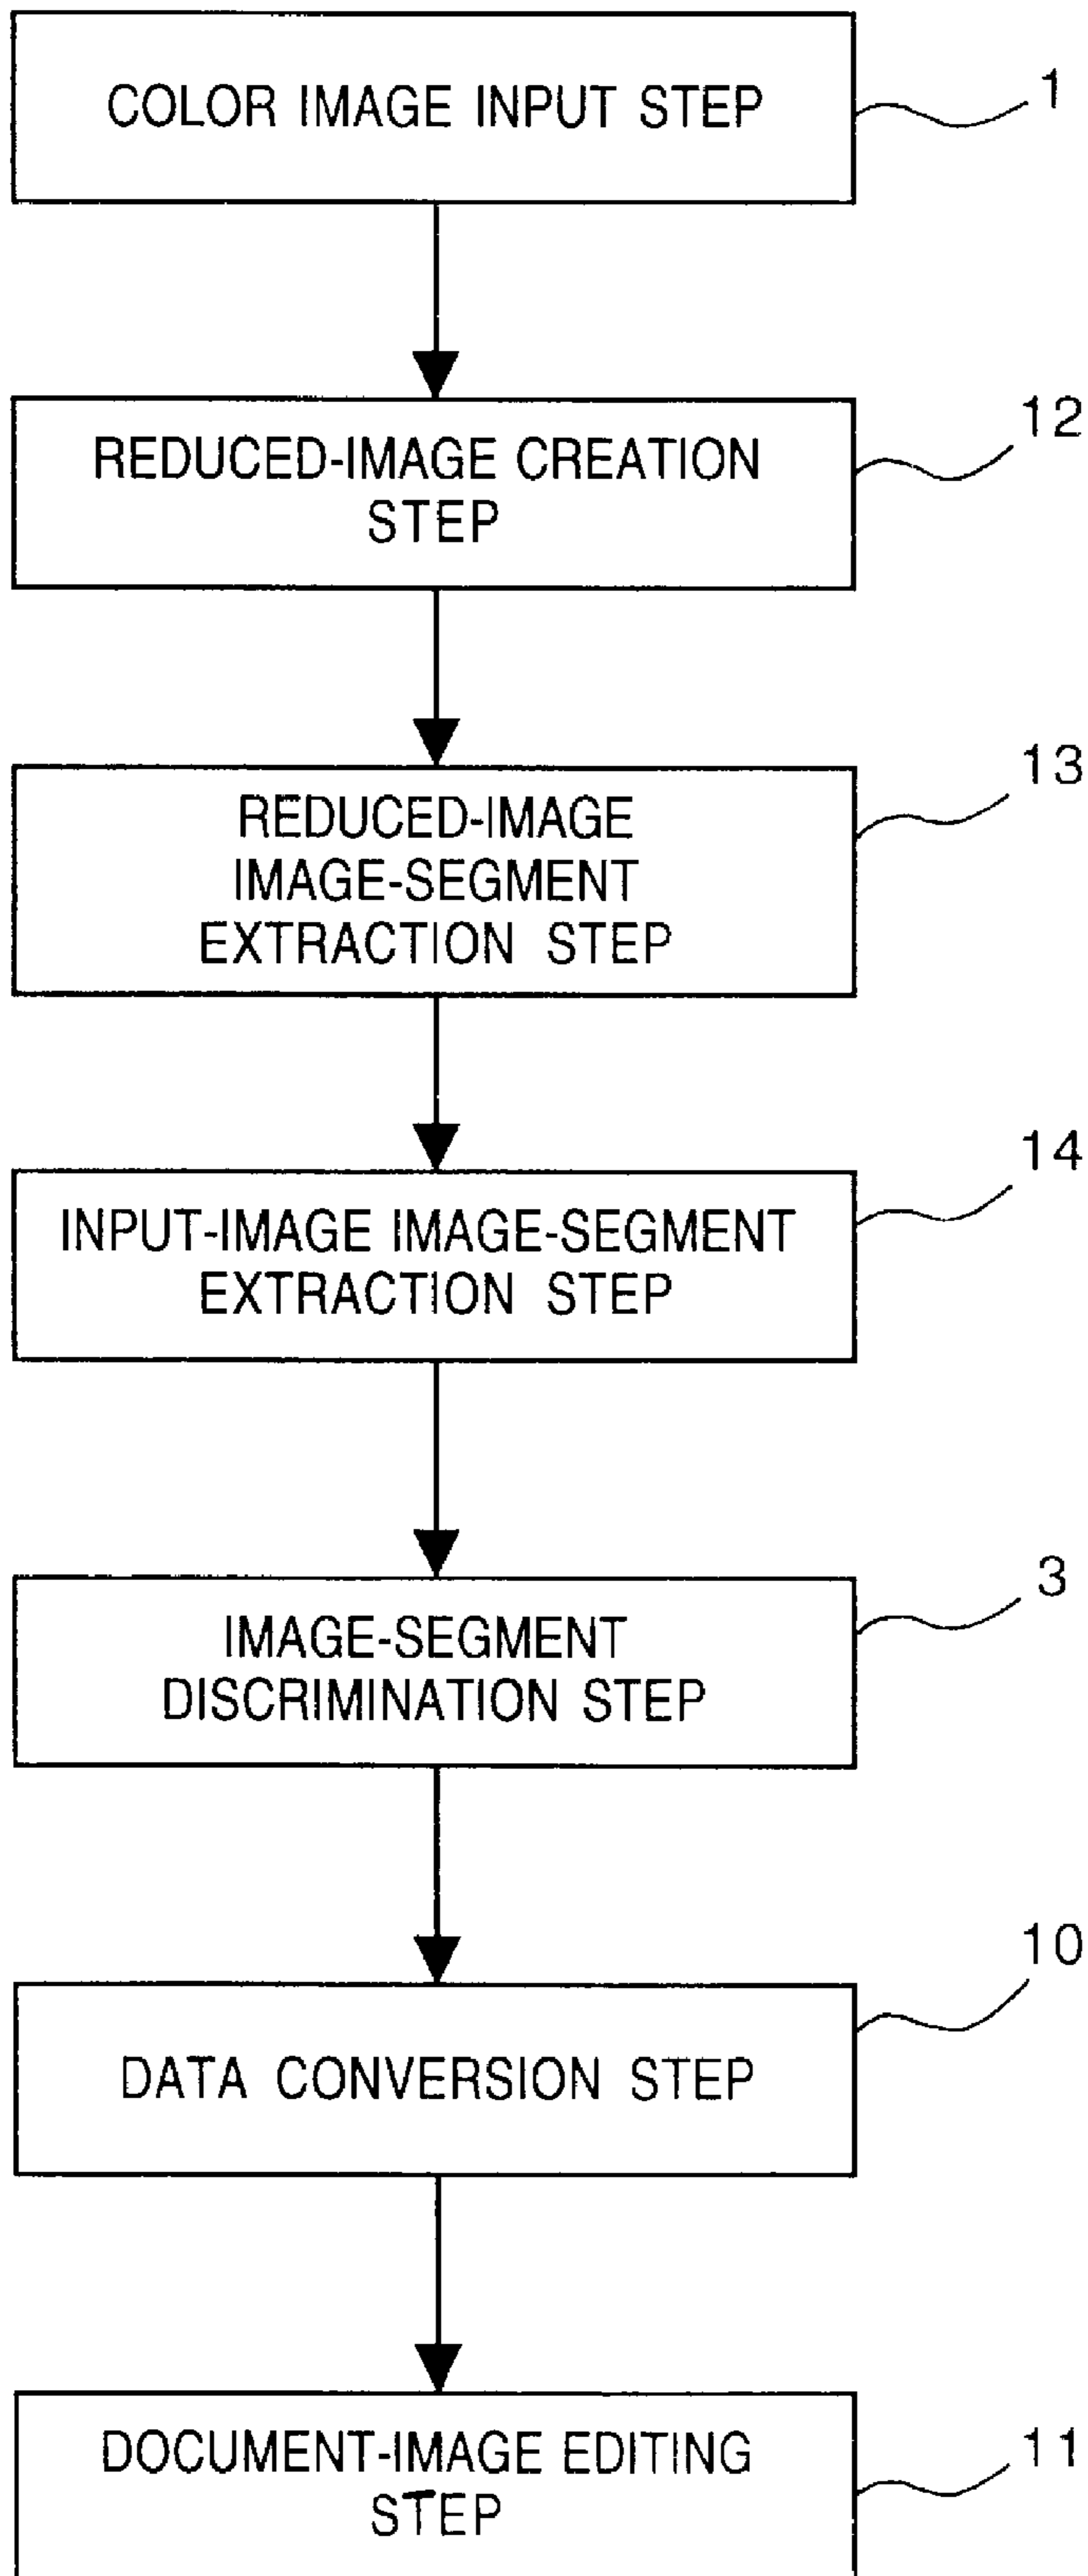 COLOR IMAGE INPUT STEP
1
REDUCED-IMAGE CREATION
STEP
12
REDUCED-IMAGE
IMAGE-SEGMENT
EXTRACTION STEP
13
INPUT-IMAGE IMAGE-SEGMENT
EXTRACTION STEP
14
IMAGE-SEGMENT
DISCRIMINATION STEP
3
DATA CONVERSION STEP
10
DOCUMENT-IMAGE EDITING
STEP
11